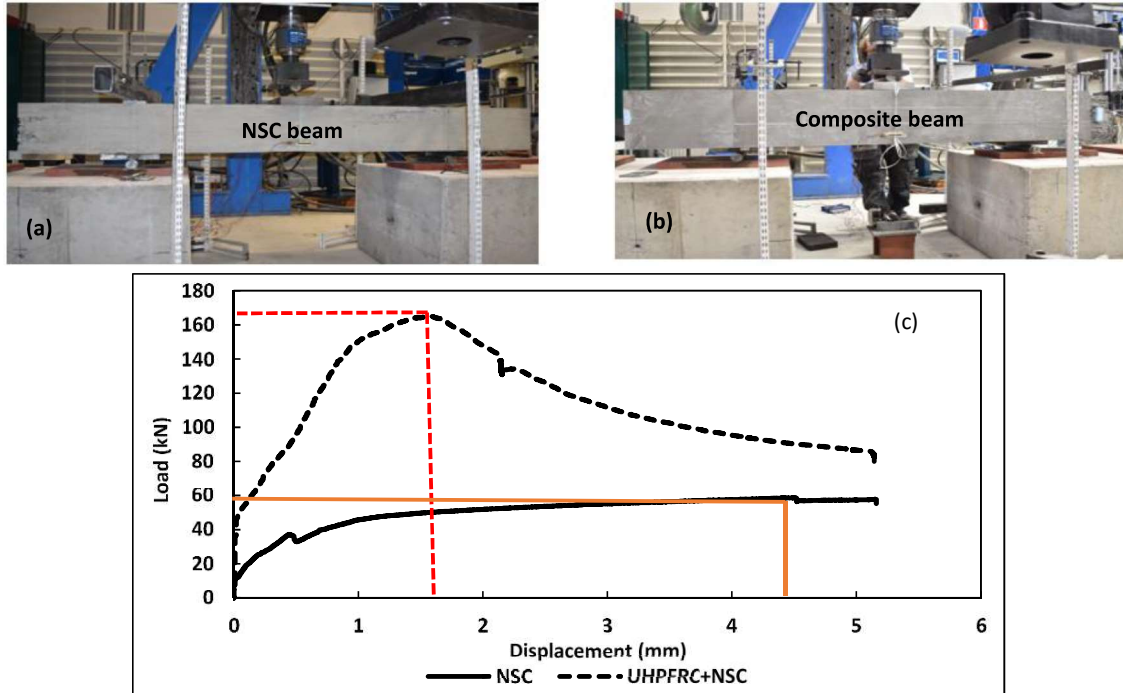 NSC beam
Composite beam
(a)
(b)
(c)
180
160
140
120
100
80
60
40
20
0
Load (kN)
0 1 2 3 4 5 6
Displacement (mm)
NSC UHPFRC+NSC